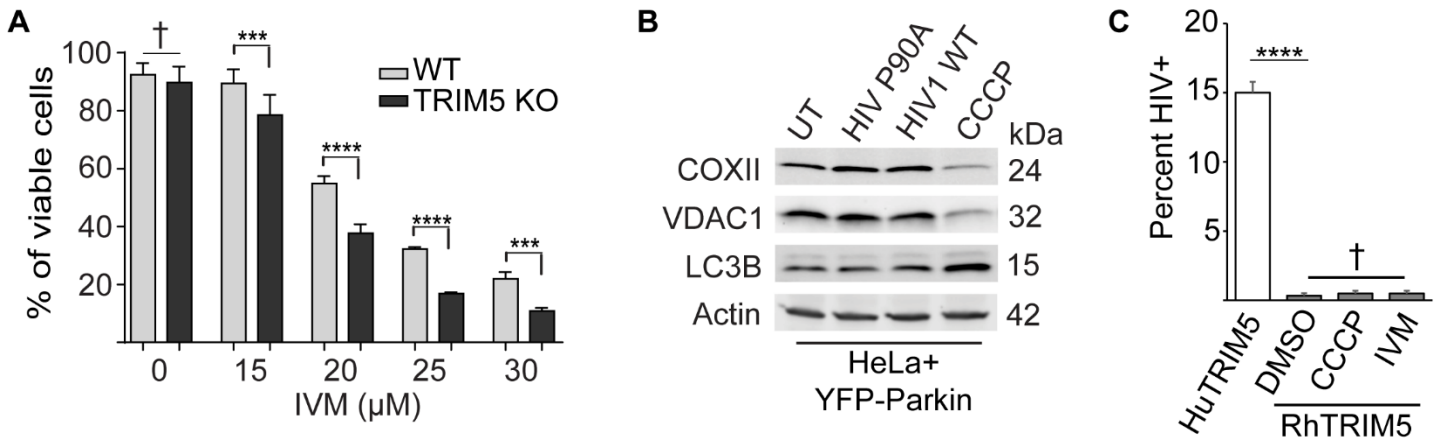 A
% of viable cells
100
80
60
40
20
†
***
****
****
***
WT
TRIM5 KO
0 15 20 25 30
IVM (µM)
B
UT HIV P90A HIV1 WT CCCP kDa
COXII 24
VDAC1 32
LC3B 15
Actin 42
HeLa+
YFP-Parkin
C
Percent HIV+
20
15
10
5
****
†
HuTRIM5 DMSO CCCP IVM
RhTRIM5